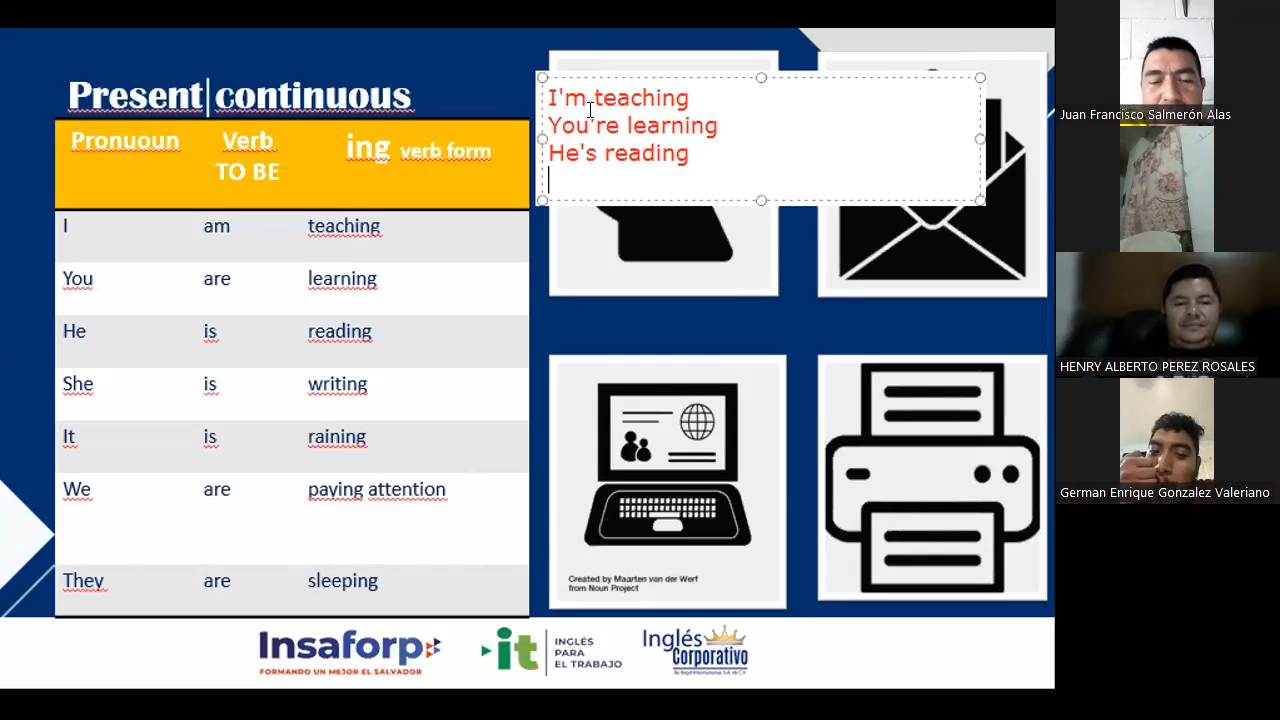 Present continuous
Pronuoun Verb TO BE ing verb form
I am teaching
You are learning
He is reading
She is writing
It is raining
We are paying attention
They are sleeping
I'm teaching
You're learning
He's reading
Created by Maarten van der Werf
from Noun Project
Insaforp
FORMANDO UN MEJOR EL SALVADOR
it
INGLÉS
PARA
EL TRABAJO
Inglés
Corporativo
Juan Francisco Salmerón Alas
HENRY ALBERTO PEREZ ROSALES
German Enrique Gonzalez Valeriano